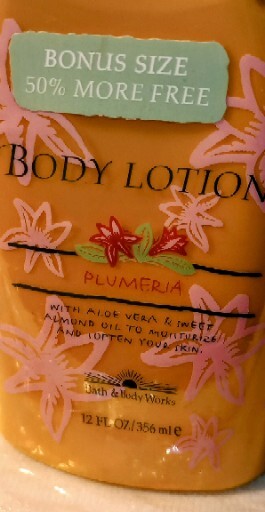 BONUS SIZE
50% MORE FREE
BODY LOTION
PLUMERIA
WITH ALOE VERA & SWEET
ALMOND OIL TO MOISTURIZE
AND SOFTEN YOUR SKIN.
Bath & Body Works
12 FL OZ/356 ml e